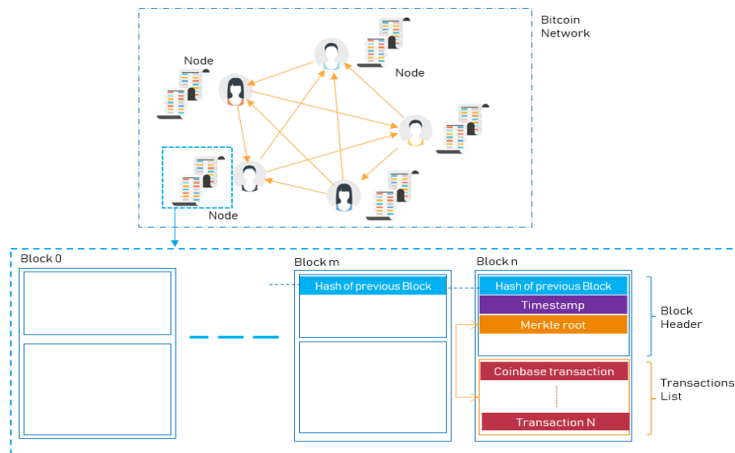 Bitcoin
Network
Node
Node
Node
Block 0
Block m
Block n
Hash of previous Block
Hash of previous Block
Timestamp
Merkle root
Block
Header
Coinbase transaction
Transactions
List
Transaction N